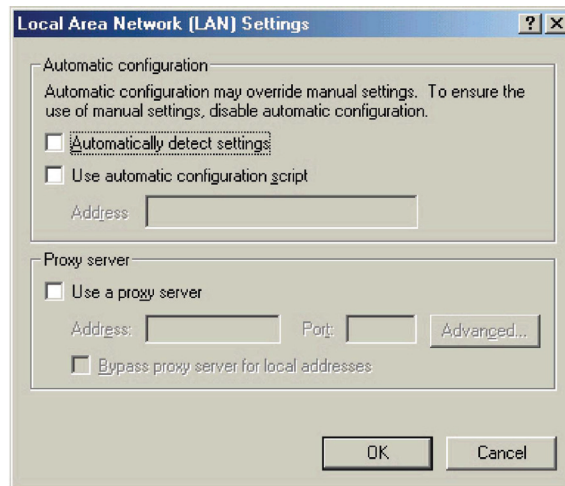 Local Area Network (LAN) Settings
Automatic configuration
Automatic configuration may override manual settings. To ensure the
use of manual settings, disable automatic configuration.
Automatically detect settings
Use automatic configuration script
Address
Proxy server
Use a proxy server
Address: Port: Advanced...
Bypass proxy server for local addresses
OK Cancel